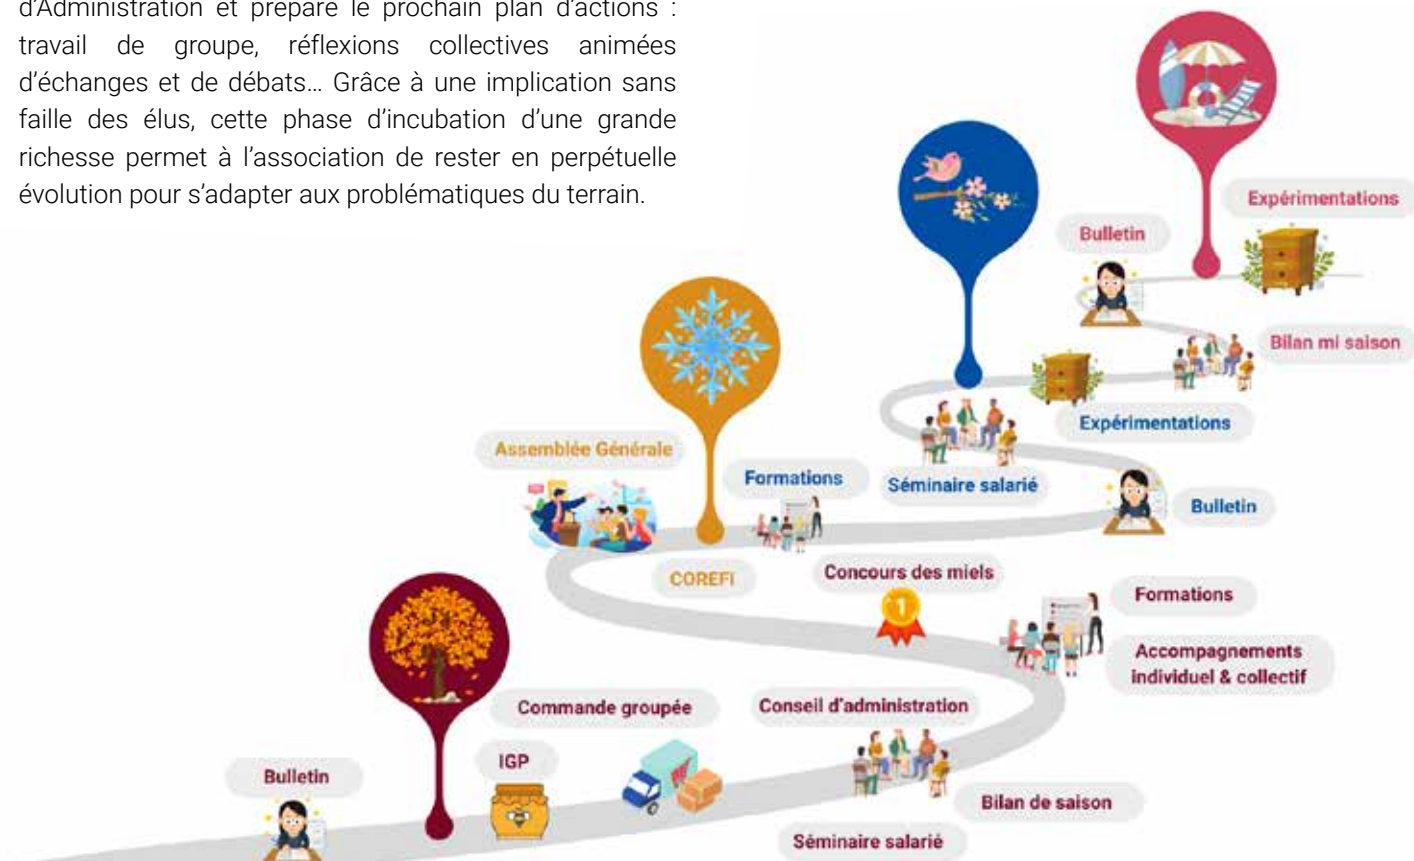 d'Administration et prépare le prochain plan d'actions :
travail de groupe, réflexions collectives animées
d'échanges et de débats… Grâce à une implication sans
faille des élus, cette phase d'incubation d'une grande
richesse permet à l'association de rester en perpétuelle
évolution pour s'adapter aux problématiques du terrain.
Expérimentations
Bulletin
Bilan mi saison
Expérimentations
Assemblée Générale
Formations
Séminaire salarié
Bulletin
COREFI
Concours des miels
1
Formations
Accompagnements
individuel & collectif
Commande groupée
Conseil d'administration
IGP
Bulletin
Bilan de saison
Séminaire salarié